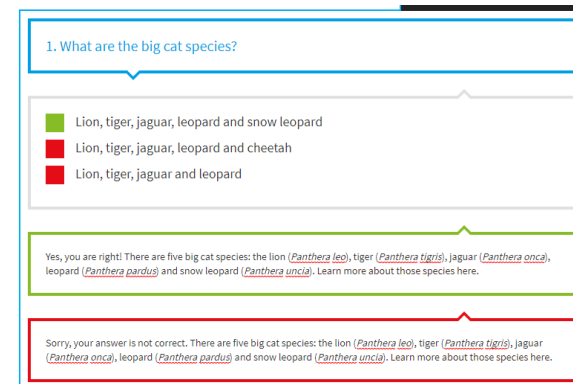 1. What are the big cat species?
Lion, tiger, jaguar, leopard and snow leopard
Lion, tiger, jaguar, leopard and cheetah
Lion, tiger, jaguar and leopard
Yes, you are right! There are five big cat species: the lion (Panthera leo), tiger (Panthera tigris), jaguar (Panthera onca),
leopard (Panthera pardus) and snow leopard (Panthera uncia). Learn more about those species here.
Sorry, your answer is not correct. There are five big cat species: the lion (Panthera leo), tiger (Panthera tigris), jaguar
(Panthera onca), leopard (Panthera pardus) and snow leopard (Panthera uncia). Learn more about those species here.